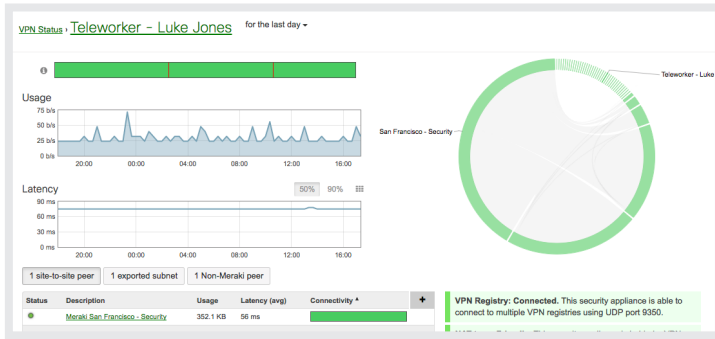 VPN Status › Teleworker - Luke Jones for the last day
Usage
75 b/s
50 b/s
25 b/s
0 b/s
20:00 00:00 04:00 08:00 12:00 16:00
Latency
50% 90%
90 ms
60 ms
30 ms
0 ms
20:00 00:00 04:00 08:00 12:00 16:00
1 site-to-site peer 1 exported subnet 1 Non-Meraki peer
Status Description Usage Latency (avg) Connectivity +
Meraki San Francisco - Security 352.1 KB 56 ms
Teleworker - Luke
San Francisco - Security
VPN Registry: Connected. This security appliance is able to
connect to multiple VPN registries using UDP port 9350.